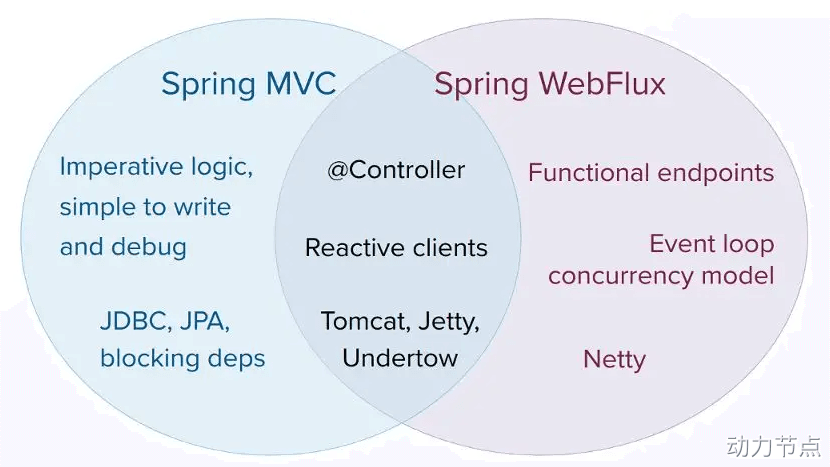 Spring MVC
Spring WebFlux
Imperative logic,
simple to write
and debug
JDBC, JPA,
blocking deps
@Controller
Reactive clients
Tomcat, Jetty,
Undertow
Functional endpoints
Event loop
concurrency model
Netty
动力节点